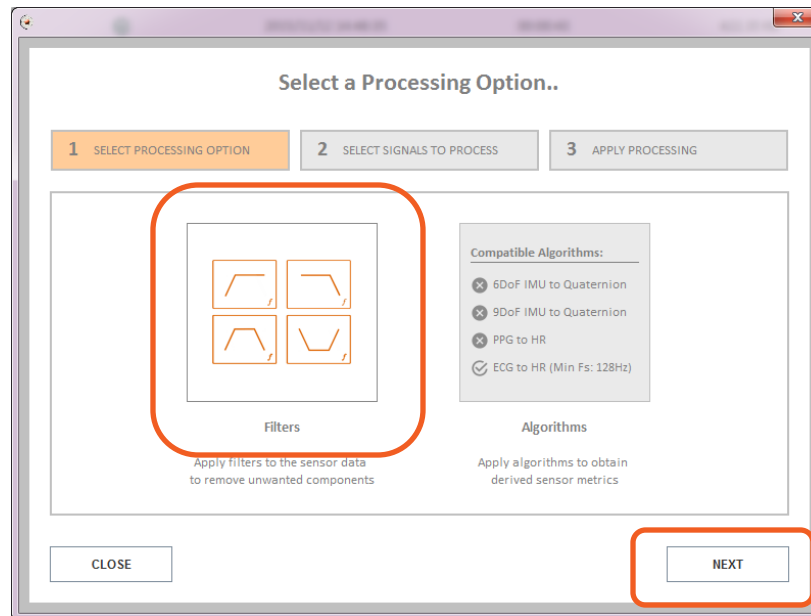 Select a Processing Option..
1 SELECT PROCESSING OPTION
2 SELECT SIGNALS TO PROCESS
3 APPLY PROCESSING
f
f
f
f
Filters
Apply filters to the sensor data
to remove unwanted components
Compatible Algorithms:
6DoF IMU to Quaternion
9DoF IMU to Quaternion
PPG to HR
ECG to HR (Min Fs: 128Hz)
Algorithms
Apply algorithms to obtain
derived sensor metrics
CLOSE
NEXT